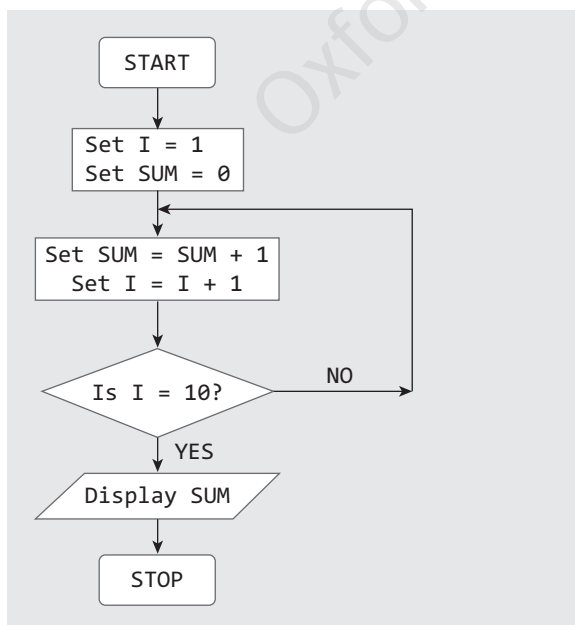 Oxfo
START
Set I = 1
Set SUM = 0
Set SUM = SUM + 1
Set I = I + 1
Is I = 10?
NO
YES
Display SUM
STOP